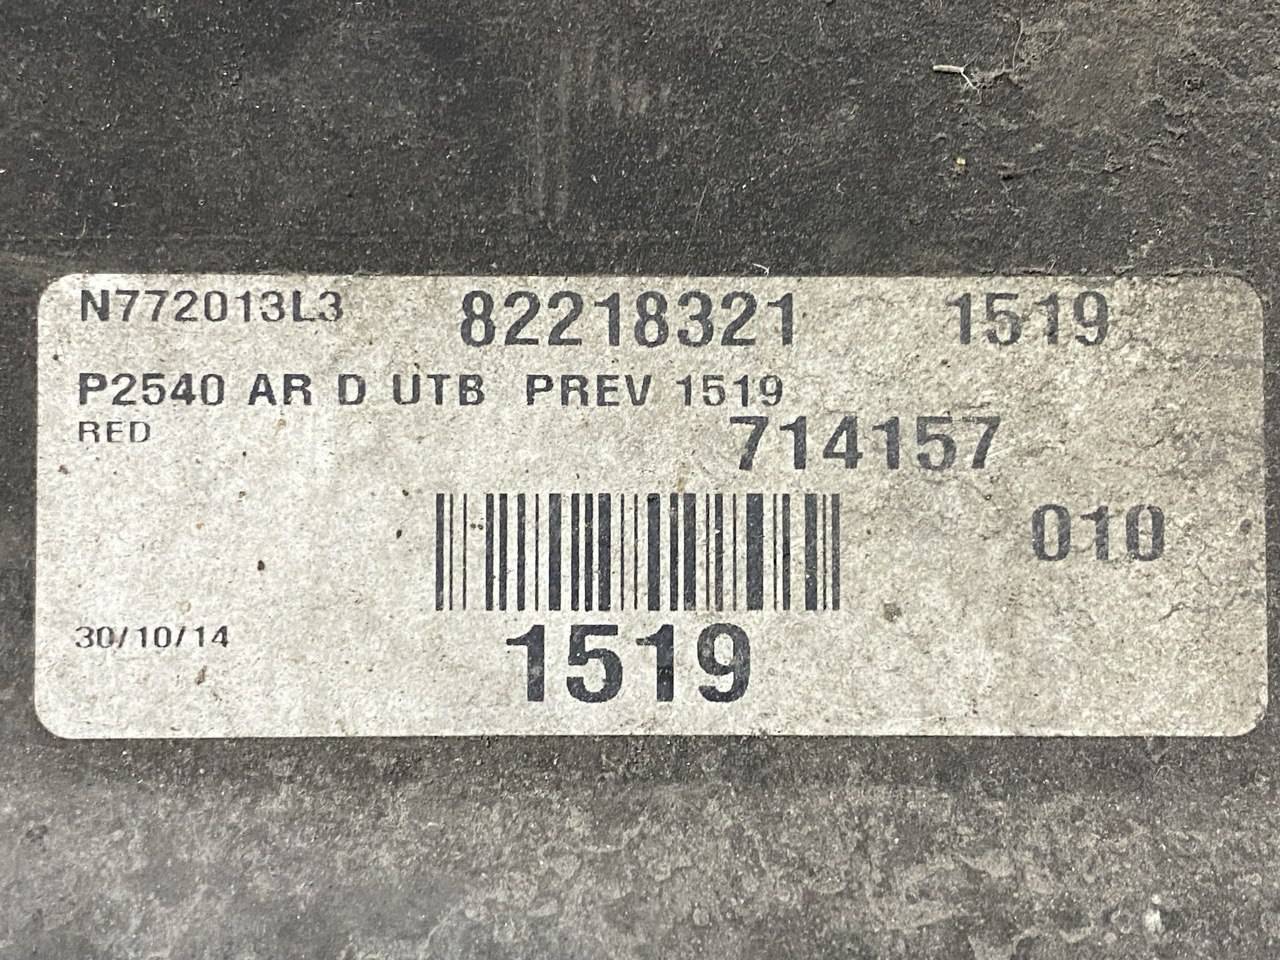 N772013L3 82218321 1519
P2540 AR D UTB PREV 1519
RED 714157
010
30/10/14 1519